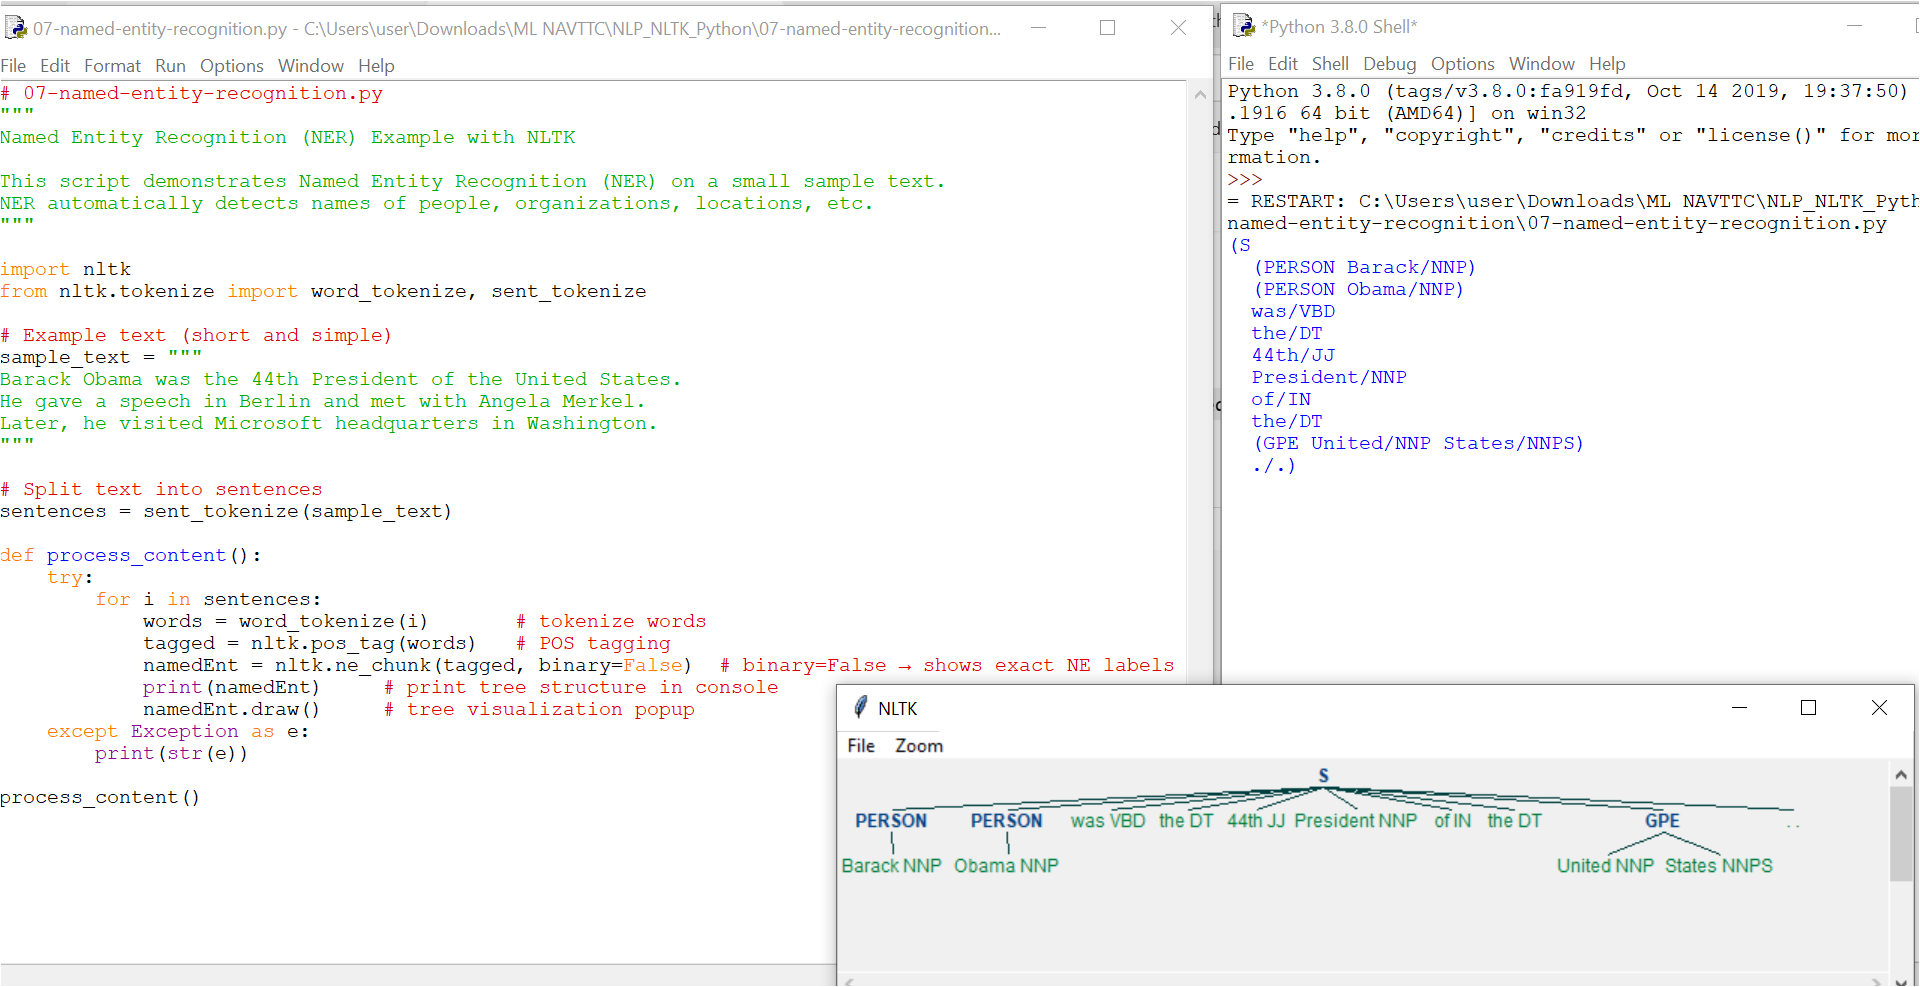 07-named-entity-recognition.py - C:\Users\user\Downloads\ML NAVTTC\NLP_NLTK_Python\07-named-entity-recognition...
File Edit Format Run Options Window Help
# 07-named-entity-recognition.py
"""
Named Entity Recognition (NER) Example with NLTK
This script demonstrates Named Entity Recognition (NER) on a small sample text.
NER automatically detects names of people, organizations, locations, etc.
"""
import nltk
from nltk.tokenize import word_tokenize, sent_tokenize
# Example text (short and simple)
sample_text = """
Barack Obama was the 44th President of the United States.
He gave a speech in Berlin and met with Angela Merkel.
Later, he visited Microsoft headquarters in Washington.
"""
# Split text into sentences
sentences = sent_tokenize(sample_text)
def process_content():
    try:
        for i in sentences:
            words = word_tokenize(i)       # tokenize words
            tagged = nltk.pos_tag(words)   # POS tagging
            namedEnt = nltk.ne_chunk(tagged, binary=False)  # binary=False → shows exact NE labels
            print(namedEnt)     # print tree structure in console
            namedEnt.draw()     # tree visualization popup
    except Exception as e:
        print(str(e))
process_content()
*Python 3.8.0 Shell*
File Edit Shell Debug Options Window Help
Python 3.8.0 (tags/v3.8.0:fa919fd, Oct 14 2019, 19:37:50)
.1916 64 bit (AMD64)] on win32
Type "help", "copyright", "credits" or "license()" for mor
rmation.
>>>
= RESTART: C:\Users\user\Downloads\ML NAVTTC\NLP_NLTK_Pyth
named-entity-recognition\07-named-entity-recognition.py
(S
  (PERSON Barack/NNP)
  (PERSON Obama/NNP)
  was/VBD
  the/DT
  44th/JJ
  President/NNP
  of/IN
  the/DT
  (GPE United/NNP States/NNPS)
  ./.)
NLTK
File Zoom
S
PERSON PERSON was VBD the DT 44th JJ President NNP of IN the DT GPE . .
Barack NNP Obama NNP United NNP States NNPS